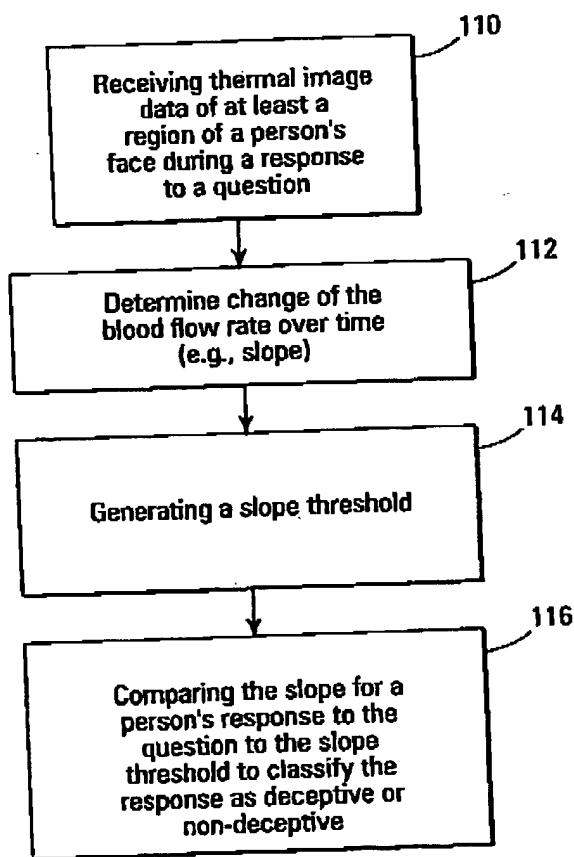 110
Receiving thermal image
data of at least a
region of a person's
face during a response
to a question
112
Determine change of the
blood flow rate over time
(e.g., slope)
114
Generating a slope threshold
116
Comparing the slope for a
person's response to the
question to the slope
threshold to classify the
response as deceptive or
non-deceptive